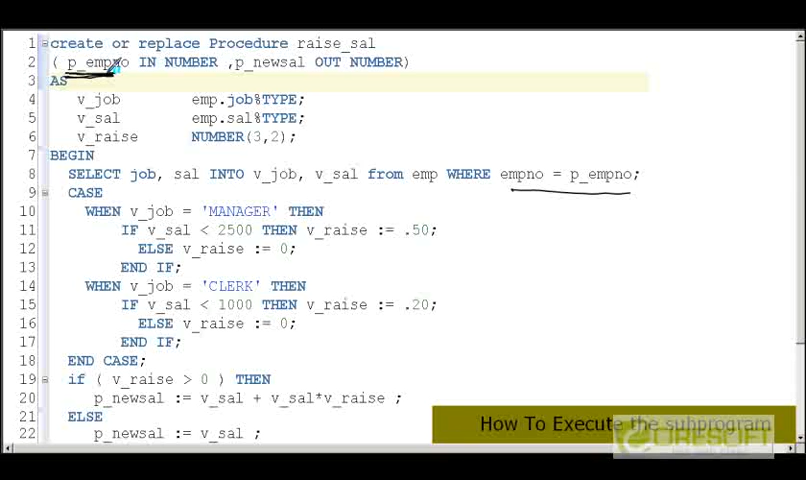 1 create or replace Procedure raise_sal
2 ( p_empno IN NUMBER ,p_newsal OUT NUMBER)
3 AS
4 v_job emp.job%TYPE;
5 v_sal emp.sal%TYPE;
6 v_raise NUMBER(3,2);
7 BEGIN
8 SELECT job, sal INTO v_job, v_sal from emp WHERE empno = p_empno;
9 CASE
10 WHEN v_job = 'MANAGER' THEN
11 IF v_sal < 2500 THEN v_raise := .50;
12 ELSE v_raise := 0;
13 END IF;
14 WHEN v_job = 'CLERK' THEN
15 IF v_sal < 1000 THEN v_raise := .20;
16 ELSE v_raise := 0;
17 END IF;
18 END CASE;
19 if ( v_raise > 0 ) THEN
20 p_newsal := v_sal + v_sal*v_raise ;
21 ELSE
22 p_newsal := v_sal ;
How To Execute the subprogram